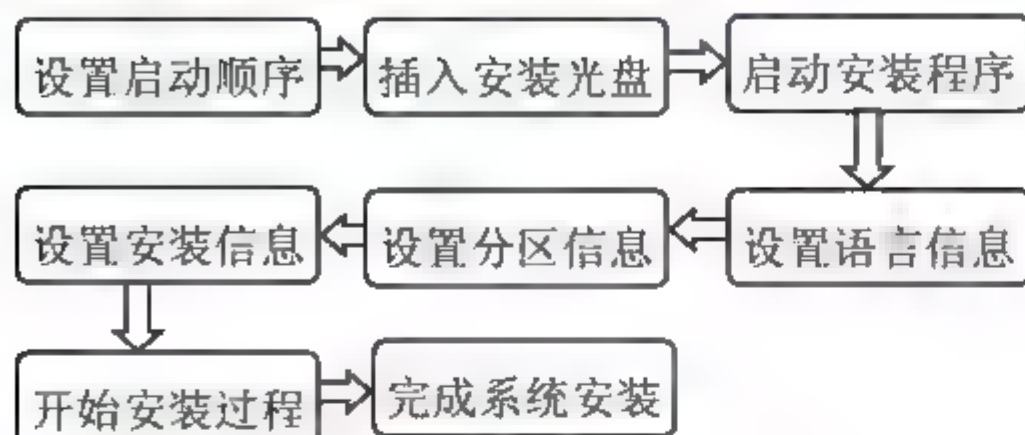 设置启动顺序
插入安装光盘
启动安装程序
设置语言信息
设置分区信息
设置安装信息
开始安装过程
完成系统安装